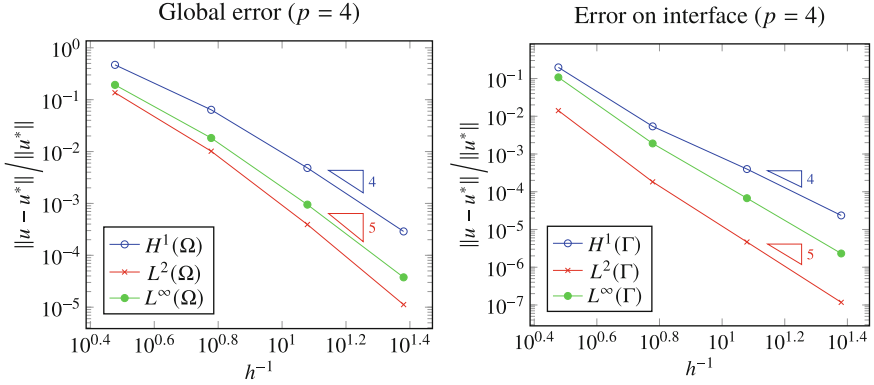 Global error (p = 4)
10^0
10^-1
10^-2
10^-3
10^-4
10^-5
||u − u*|| / ||u*||
4
5
H^1(Ω)
L^2(Ω)
L^∞(Ω)
10^0.4 10^0.6 10^0.8 10^1 10^1.2 10^1.4
h^-1
Error on interface (p = 4)
10^-1
10^-2
10^-3
10^-4
10^-5
10^-6
10^-7
||u − u*|| / ||u*||
4
5
H^1(Γ)
L^2(Γ)
L^∞(Γ)
10^0.4 10^0.6 10^0.8 10^1 10^1.2 10^1.4
h^-1